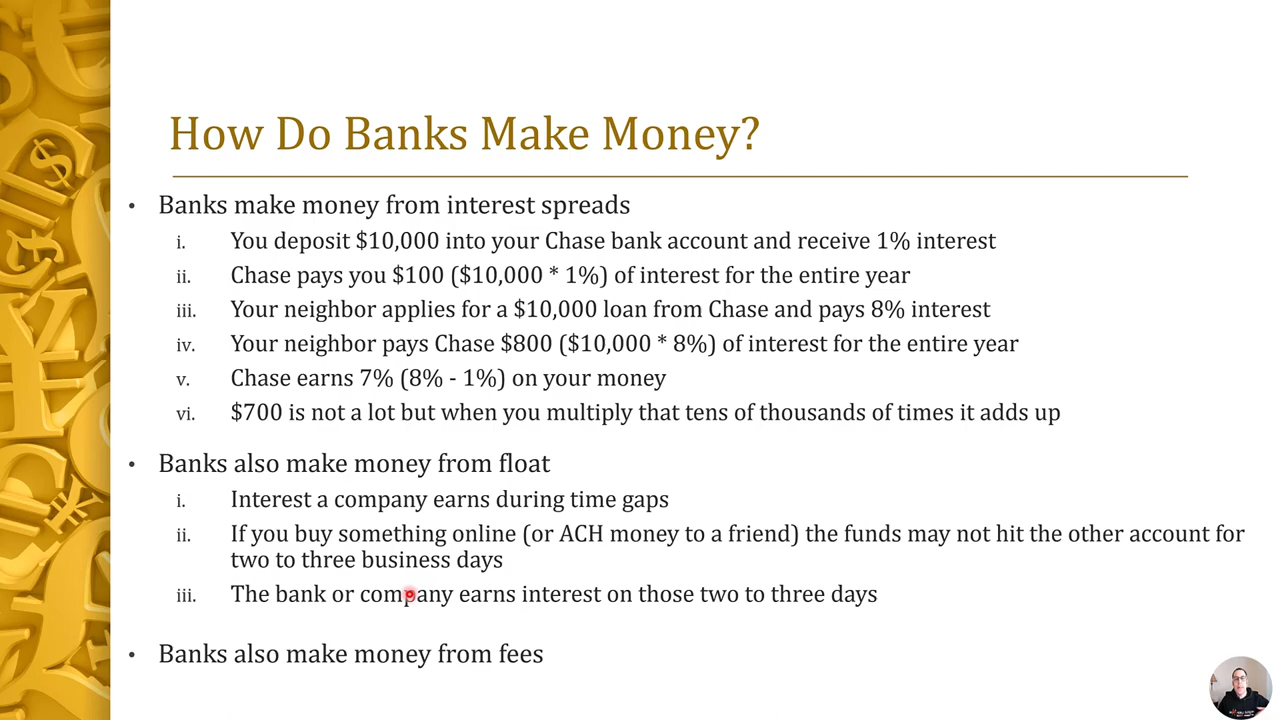 How Do Banks Make Money?
• Banks make money from interest spreads
i. You deposit $10,000 into your Chase bank account and receive 1% interest
ii. Chase pays you $100 ($10,000 * 1%) of interest for the entire year
iii. Your neighbor applies for a $10,000 loan from Chase and pays 8% interest
iv. Your neighbor pays Chase $800 ($10,000 * 8%) of interest for the entire year
v. Chase earns 7% (8% - 1%) on your money
vi. $700 is not a lot but when you multiply that tens of thousands of times it adds up
• Banks also make money from float
i. Interest a company earns during time gaps
ii. If you buy something online (or ACH money to a friend) the funds may not hit the other account for
two to three business days
iii. The bank or company earns interest on those two to three days
• Banks also make money from fees